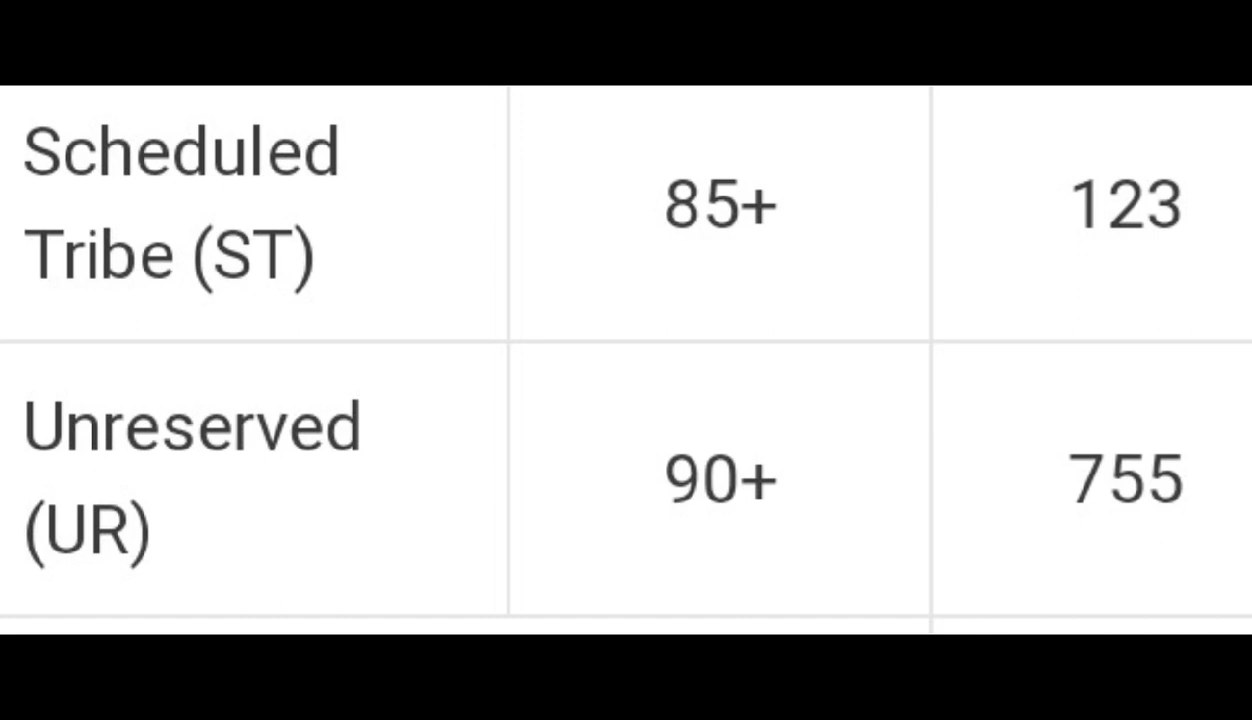 Scheduled
Tribe (ST)
85+
123
Unreserved
(UR)
90+
755